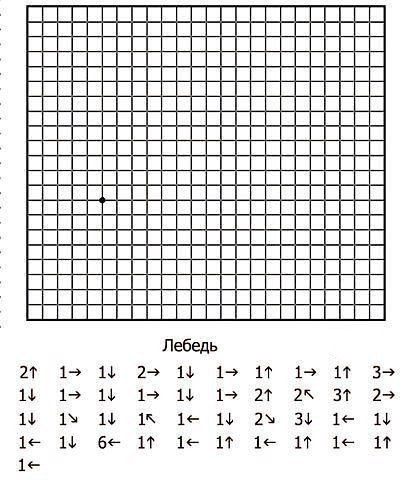 Лебедь
2↑ 1→ 1↓ 2→ 1↓ 1→ 1↑ 1→ 1↑ 3→
1↓ 1→ 1↓ 1→ 1↓ 1→ 2↑ 2↖ 3↑ 2→
1↓ 1↘ 1↓ 1↖ 1← 1↓ 2↘ 3↓ 1← 1↓
1← 1↓ 6← 1↑ 1← 1↑ 1← 1↑ 1← 1↑
1←